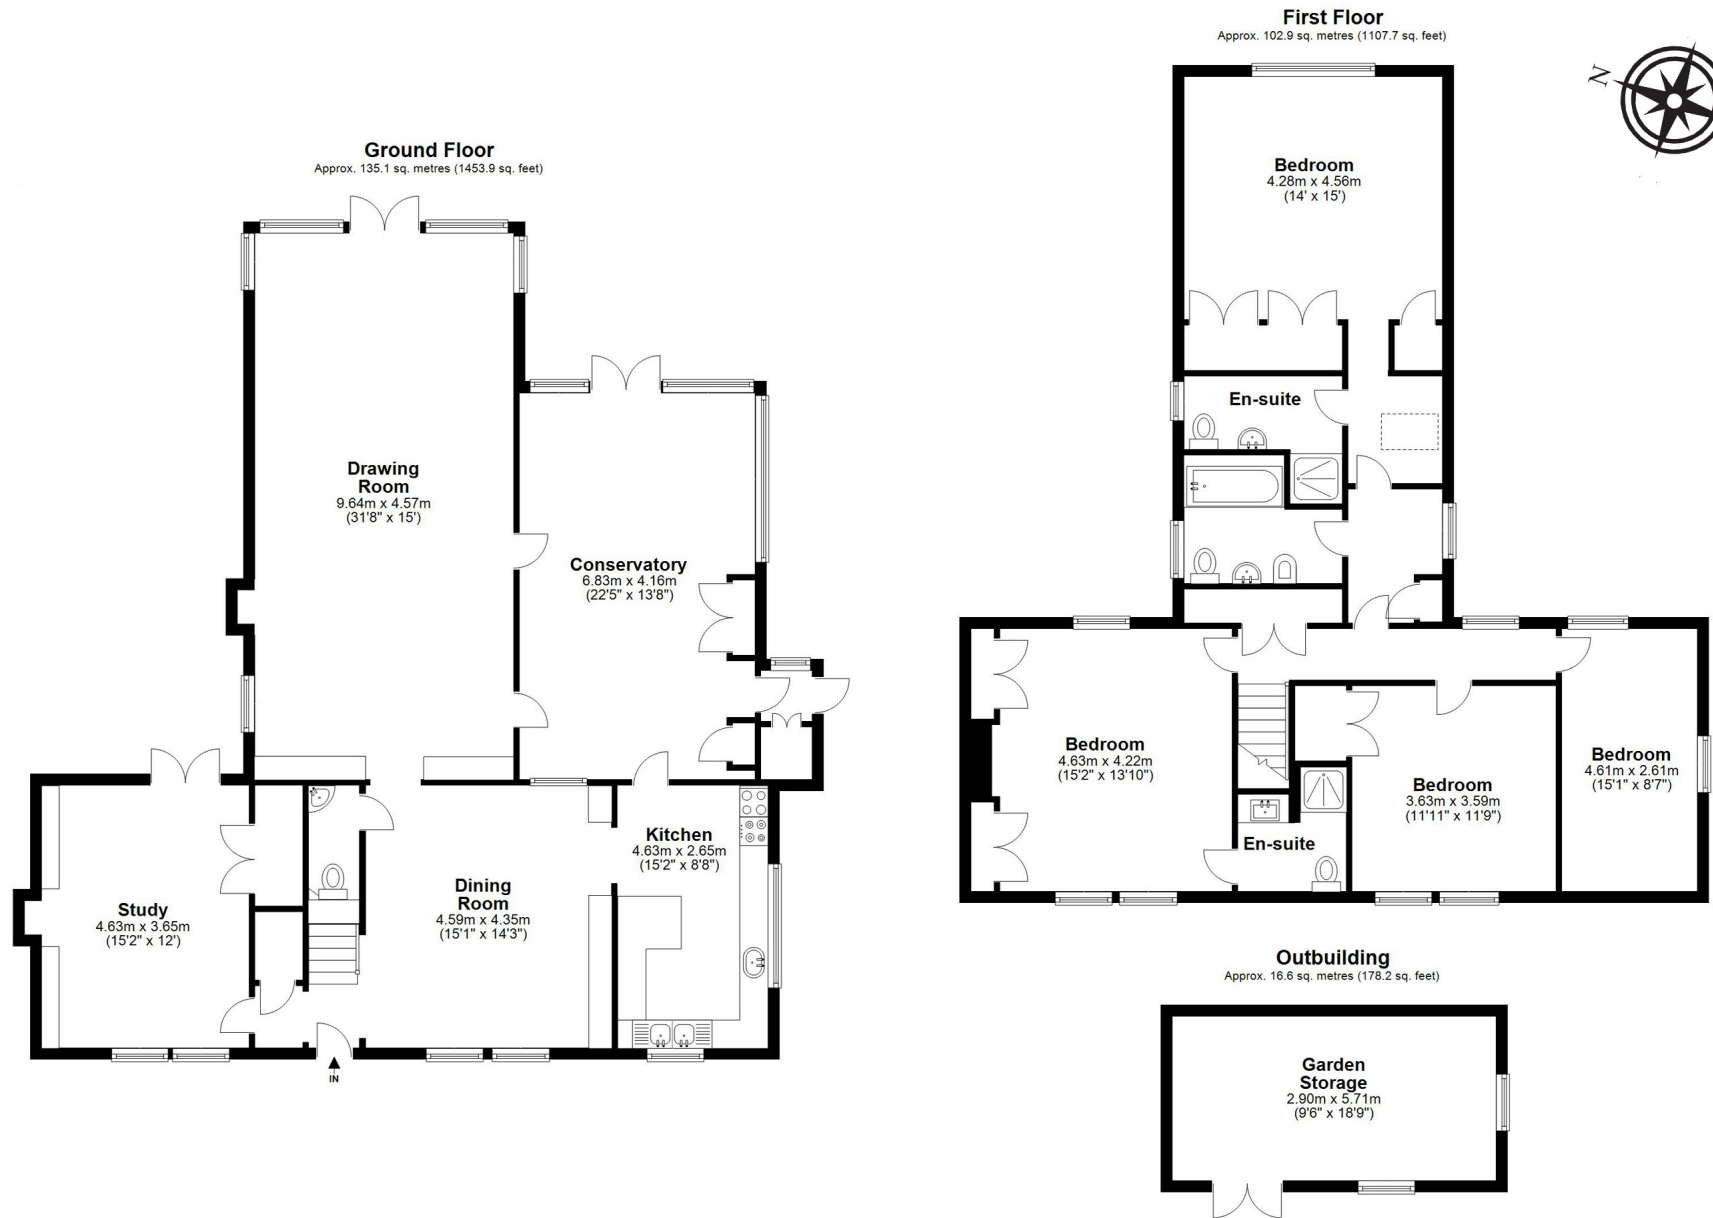 First Floor
Approx. 102.9 sq. metres (1107.7 sq. feet)
N
Ground Floor
Approx. 135.1 sq. metres (1453.9 sq. feet)
Bedroom
4.28m x 4.56m
(14' x 15')
En-suite
Drawing
Room
9.64m x 4.57m
(31'8" x 15')
Conservatory
6.83m x 4.16m
(22'5" x 13'8")
Bedroom
4.63m x 4.22m
(15'2" x 13'10")
Bedroom
3.63m x 3.59m
(11'11" x 11'9")
Bedroom
4.61m x 2.61m
(15'1" x 8'7")
En-suite
Kitchen
4.63m x 2.65m
(15'2" x 8'8")
Dining
Room
4.59m x 4.35m
(15'1" x 14'3")
Study
4.63m x 3.65m
(15'2" x 12')
IN
Outbuilding
Approx. 16.6 sq. metres (178.2 sq. feet)
Garden
Storage
2.90m x 5.71m
(9'6" x 18'9")